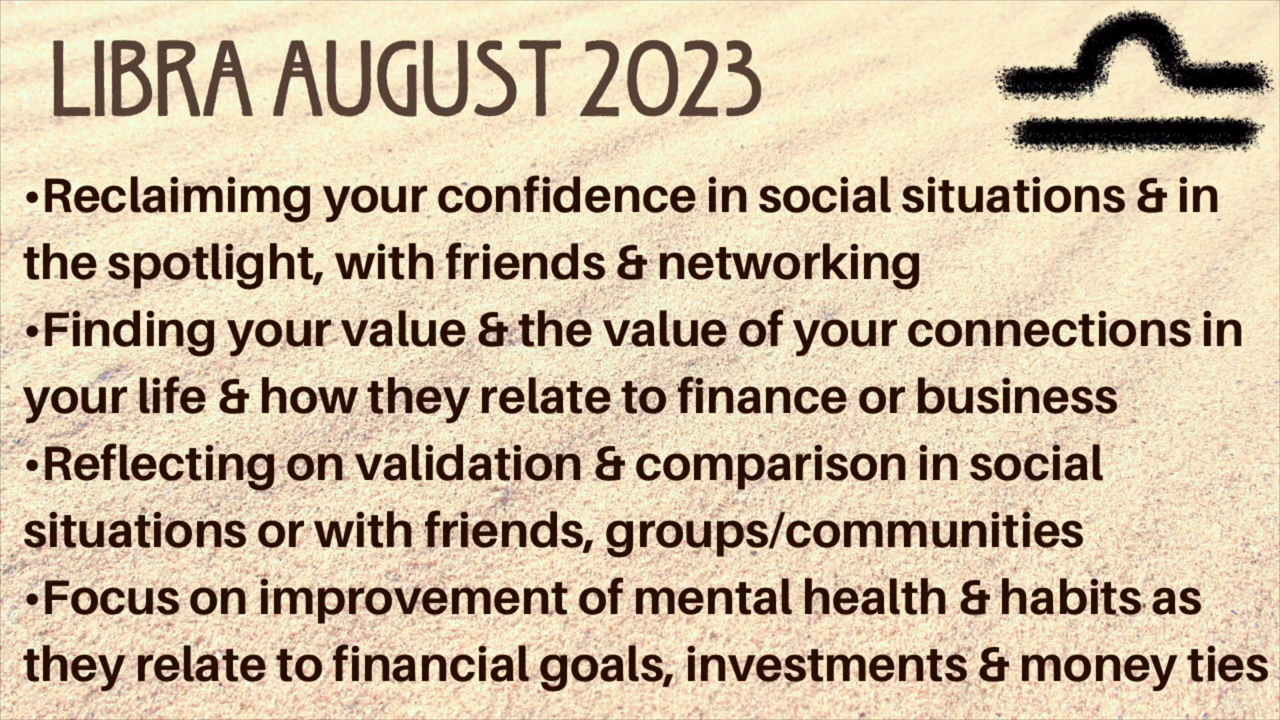 LIBRA AUGUST 2023
•Reclaimimg your confidence in social situations & in
the spotlight, with friends & networking
•Finding your value & the value of your connections in
your life & how they relate to finance or business
•Reflecting on validation & comparison in social
situations or with friends, groups/communities
•Focus on improvement of mental health & habits as
they relate to financial goals, investments & money ties